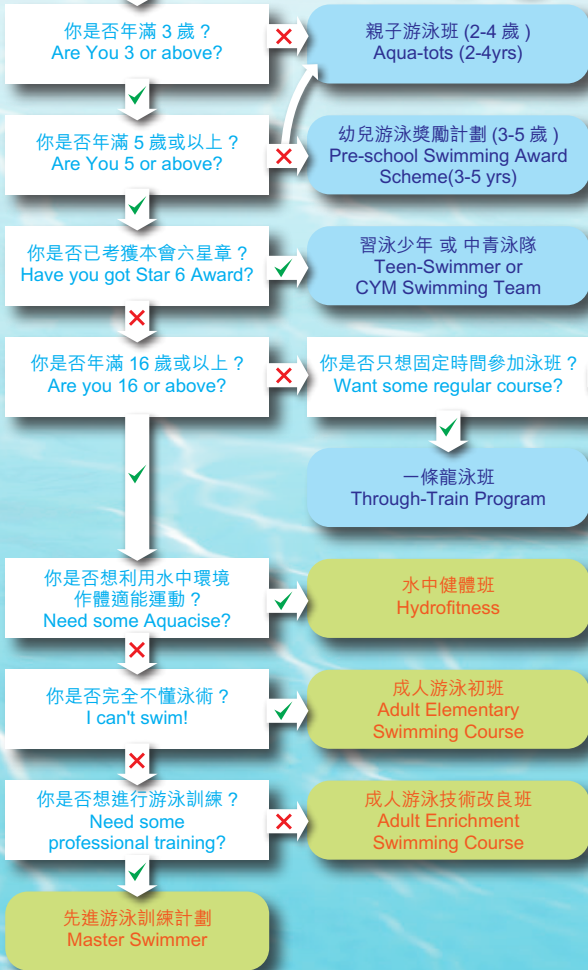 你是否年滿 3 歲？
Are You 3 or above?
親子游泳班 (2-4 歲 )
Aqua-tots (2-4yrs)
你是否年滿 5 歲或以上？
Are You 5 or above?
幼兒游泳獎勵計劃 (3-5 歲 )
Pre-school Swimming Award
Scheme(3-5 yrs)
你是否已考獲本會六星章？
Have you got Star 6 Award?
習泳少年 或 中青泳隊
Teen-Swimmer or
CYM Swimming Team
你是否年滿 16 歲或以上？
Are you 16 or above?
你是否只想固定時間參加泳班？
Want some regular course?
一條龍泳班
Through-Train Program
你是否想利用水中環境
作體適能運動？
Need some Aquacise?
水中健體班
Hydrofitness
你是否完全不懂泳術？
I can't swim!
成人游泳初班
Adult Elementary
Swimming Course
你是否想進行游泳訓練？
Need some
professional training?
成人游泳技術改良班
Adult Enrichment
Swimming Course
先進游泳訓練計劃
Master Swimmer